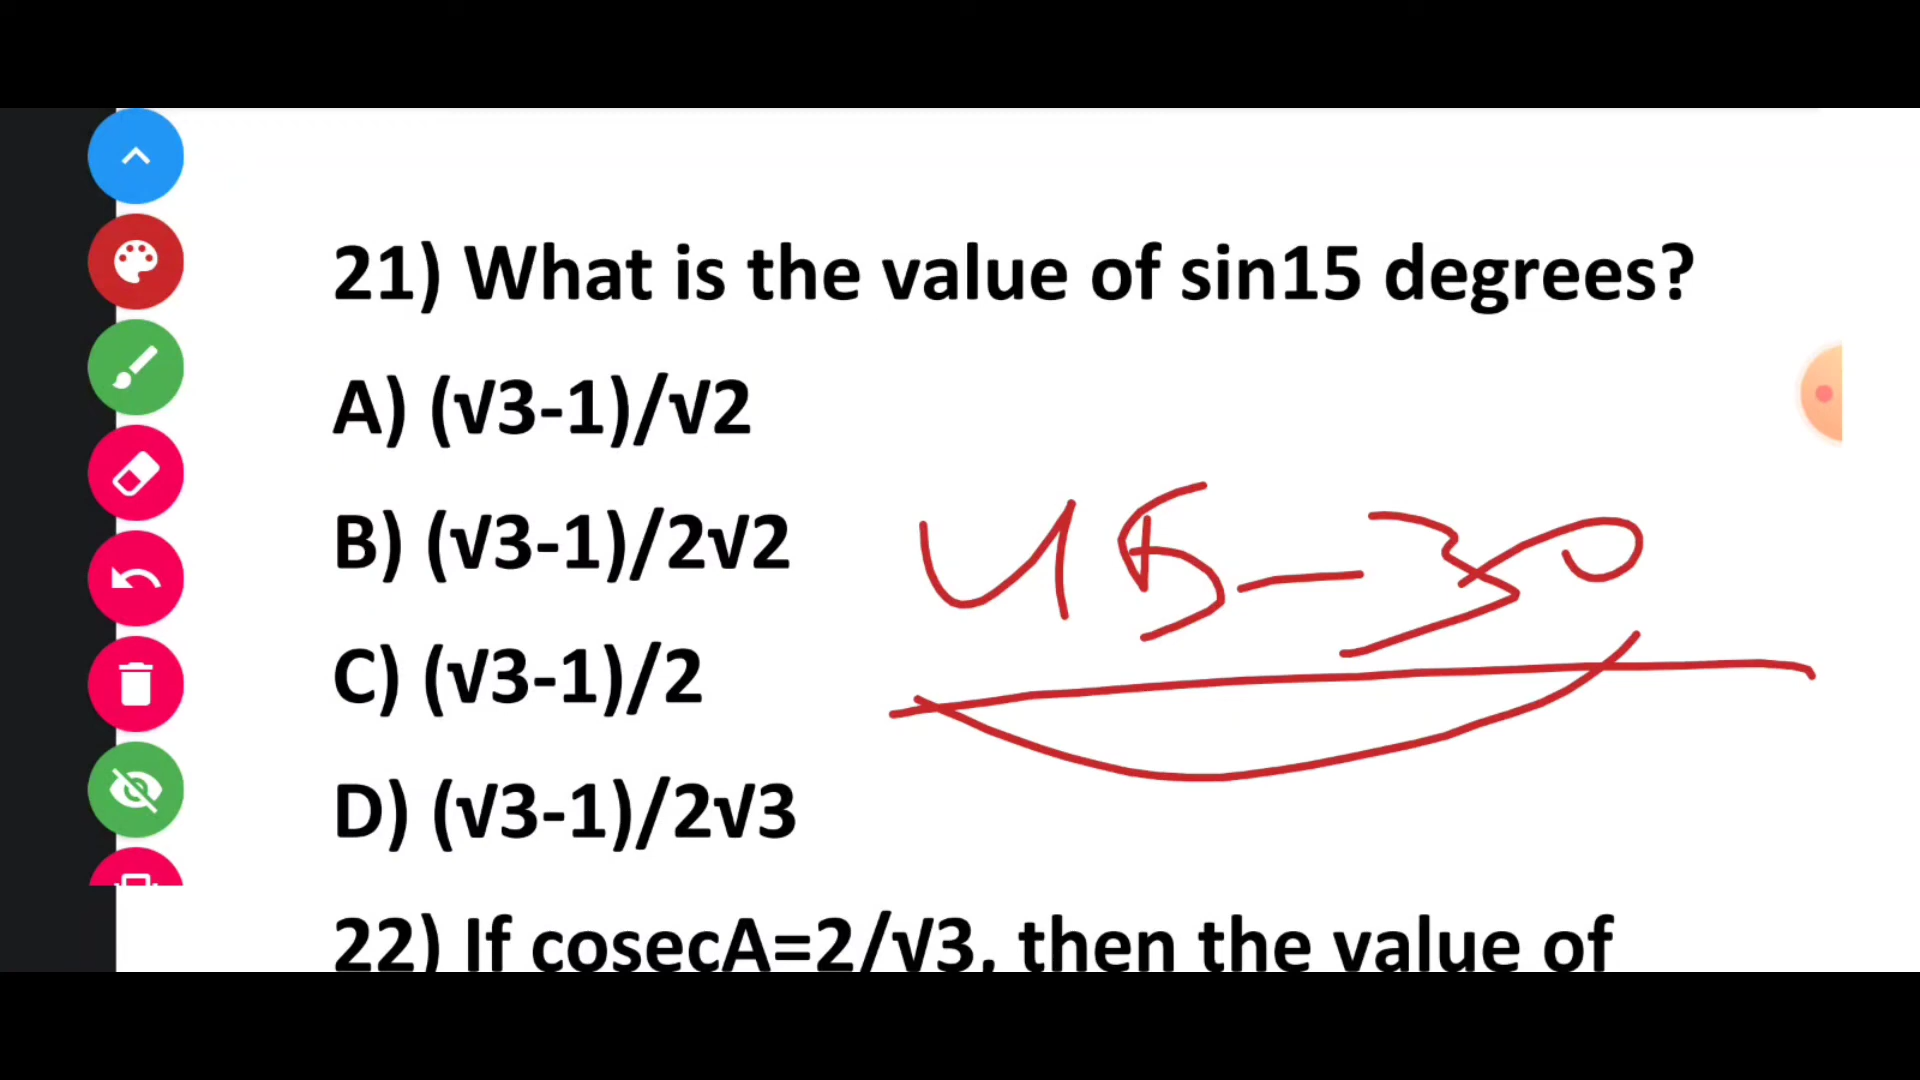 21) What is the value of sin15 degrees?
A) (√3-1)/√2
B) (√3-1)/2√2
45-30
C) (√3-1)/2
D) (√3-1)/2√3
22) If cosecA=2/√3, then the value of